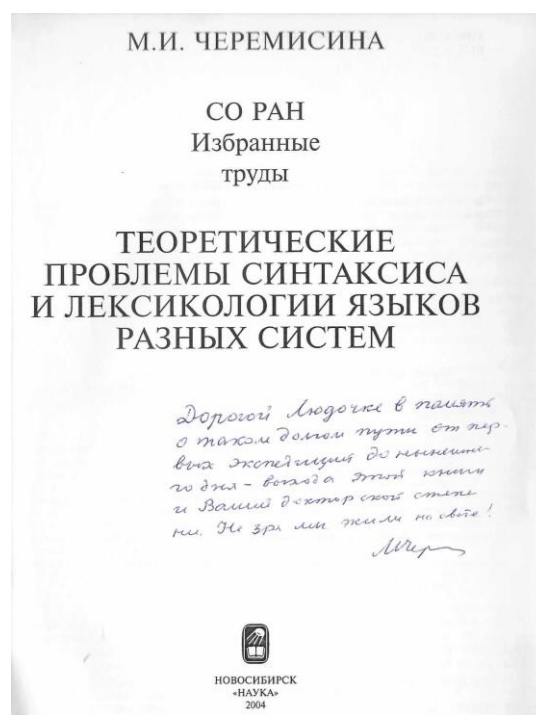 М.И. ЧЕРЕМИСИНА
СО РАН
Избранные
труды
ТЕОРЕТИЧЕСКИЕ
ПРОБЛЕМЫ СИНТАКСИСА
И ЛЕКСИКОЛОГИИ ЯЗЫКОВ
РАЗНЫХ СИСТЕМ
Дорогой Людочке в память
о таком долгом пути от пер-
вых экспедиций до нынешне-
го дня – выхода этой книги
и Вашей докторской степе
ни. Не зря мы жили на свете!
МЧер
НОВОСИБИРСК
«НАУКА»
2004